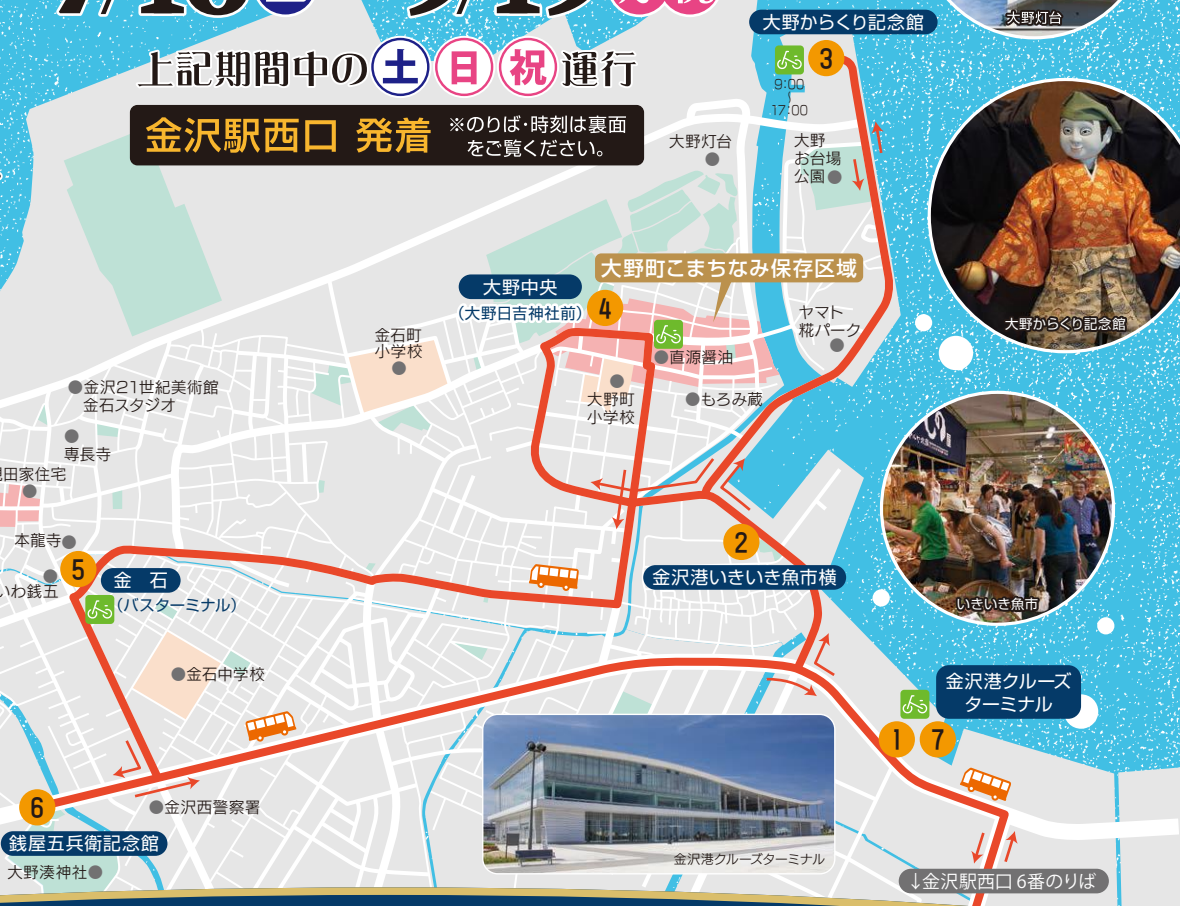 大野灯台
大野からくり記念館
3
9:00
17:00
上記期間中の土日祝運行
金沢駅西口 発着
※のりば・時刻は裏面
をご覧ください。
大野灯台
大野
お台場
公園
大野町こまちなみ保存区域
大野中央
(大野日吉神社前)
4
ヤマト
糀パーク
大野からくり記念館
金石町
小学校
直源醤油
金沢21世紀美術館
金石スタジオ
大野町
小学校
もろみ蔵
専長寺
田家住宅
本龍寺
2
金沢港いきいき魚市横
5
金 石
(バスターミナル)
いわ銭五
いきいき魚市
金石中学校
金沢港クルーズ
ターミナル
1 7
6
銭屋五兵衛記念館
金沢西警察署
大野湊神社
金沢港クルーズターミナル
↓金沢駅西口6番のりば